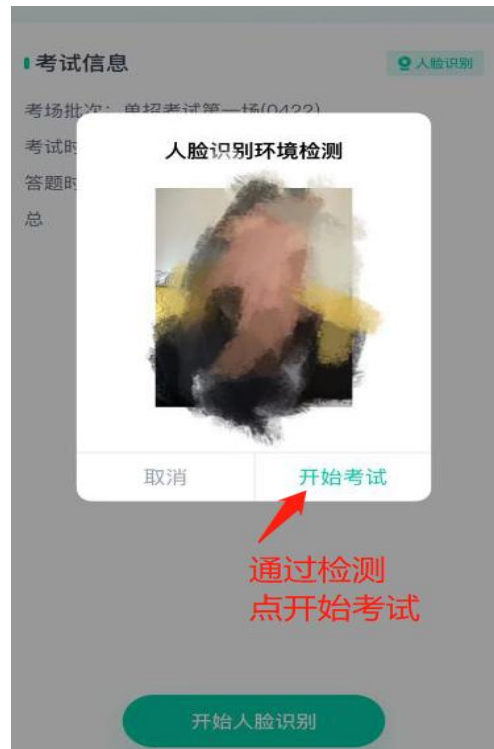 考试信息
人脸识别
考场批次：单招考试第一场(0422)
考试时
答题时
总
人脸识别环境检测
取消
开始考试
通过检测
点开始考试
开始人脸识别